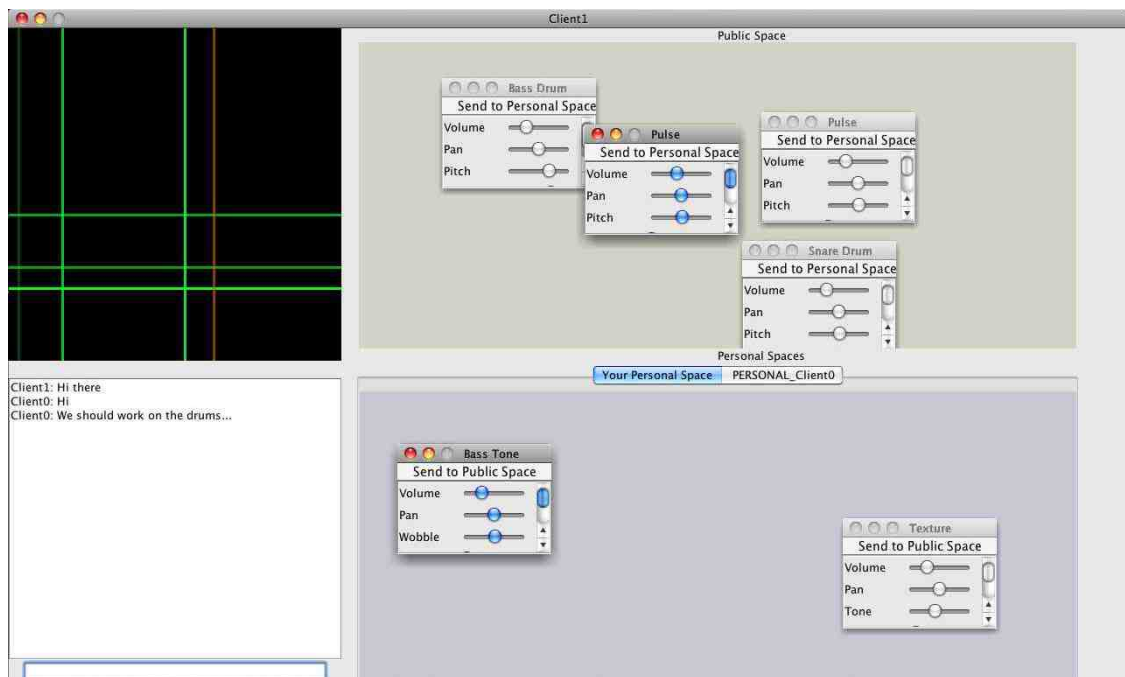 Client1
Public Space
Bass Drum
Send to Personal Space
Volume
Pan
Pitch
Pulse
Send to Personal Space
Volume
Pan
Pitch
Pulse
Send to Personal Space
Volume
Pan
Pitch
Snare Drum
Send to Personal Space
Volume
Pan
Pitch
Personal Spaces
Your Personal Space PERSONAL_Client0
Client1: Hi there
Client0: Hi
Client0: We should work on the drums...
Bass Tone
Send to Public Space
Volume
Pan
Wobble
Texture
Send to Public Space
Volume
Pan
Tone